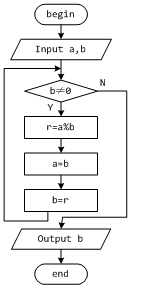 begin
Input a,b
b≠0
N
Y
r=a%b
a=b
b=r
Output b
end